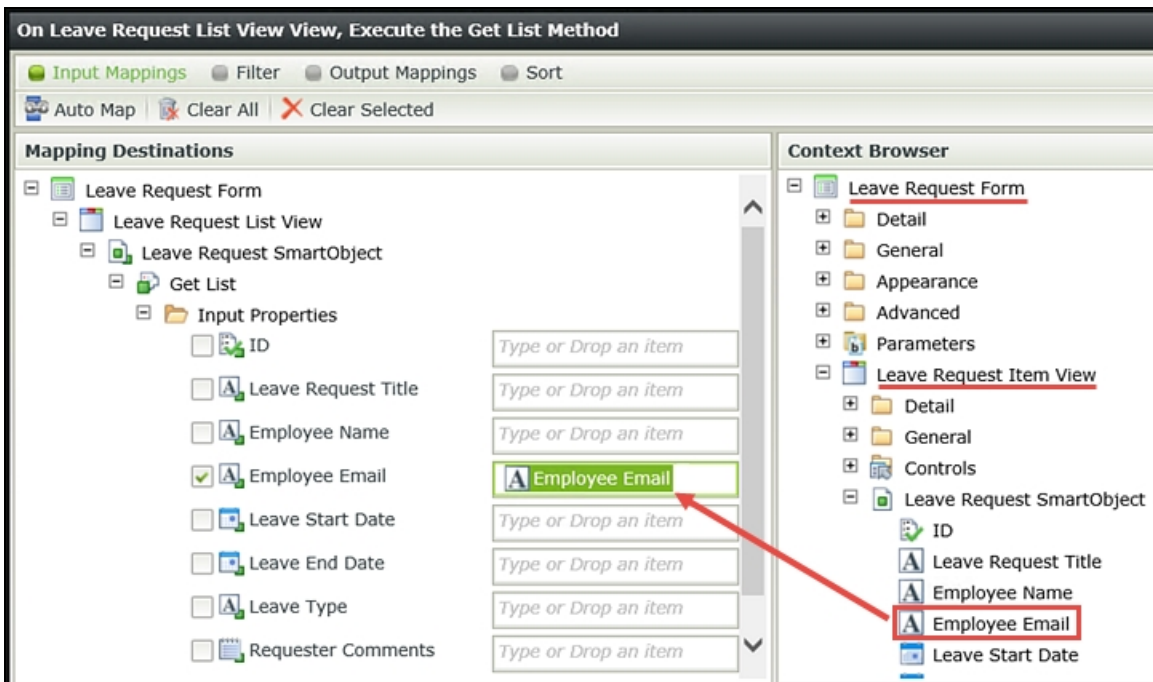 On Leave Request List View View, Execute the Get List Method
Input Mappings Filter Output Mappings Sort
Auto Map Clear All Clear Selected
Mapping Destinations
Leave Request Form
Leave Request List View
Leave Request SmartObject
Get List
Input Properties
ID Type or Drop an item
Leave Request Title Type or Drop an item
Employee Name Type or Drop an item
Employee Email Employee Email
Leave Start Date Type or Drop an item
Leave End Date Type or Drop an item
Leave Type Type or Drop an item
Requester Comments Type or Drop an item
Context Browser
Leave Request Form
Detail
General
Appearance
Advanced
Parameters
Leave Request Item View
Detail
General
Controls
Leave Request SmartObject
ID
Leave Request Title
Employee Name
Employee Email
Leave Start Date